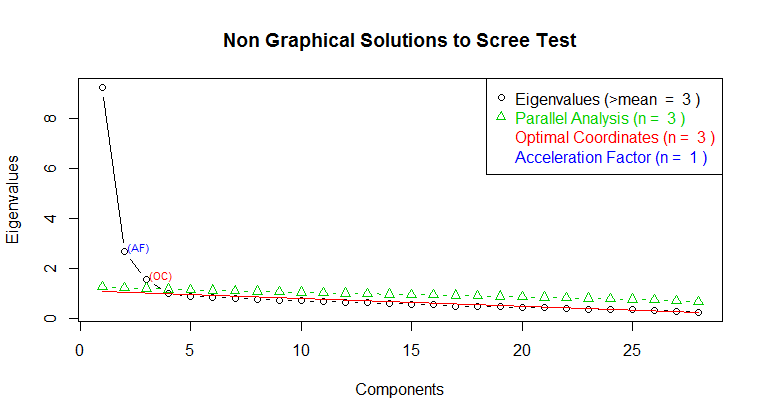 Non Graphical Solutions to Scree Test
Eigenvalues (>mean = 3 )
Parallel Analysis (n = 3 )
Optimal Coordinates (n = 3 )
Acceleration Factor (n = 1 )
Eigenvalues
8
6
4
2
0
(AF)
(OC)
0 5 10 15 20 25
Components